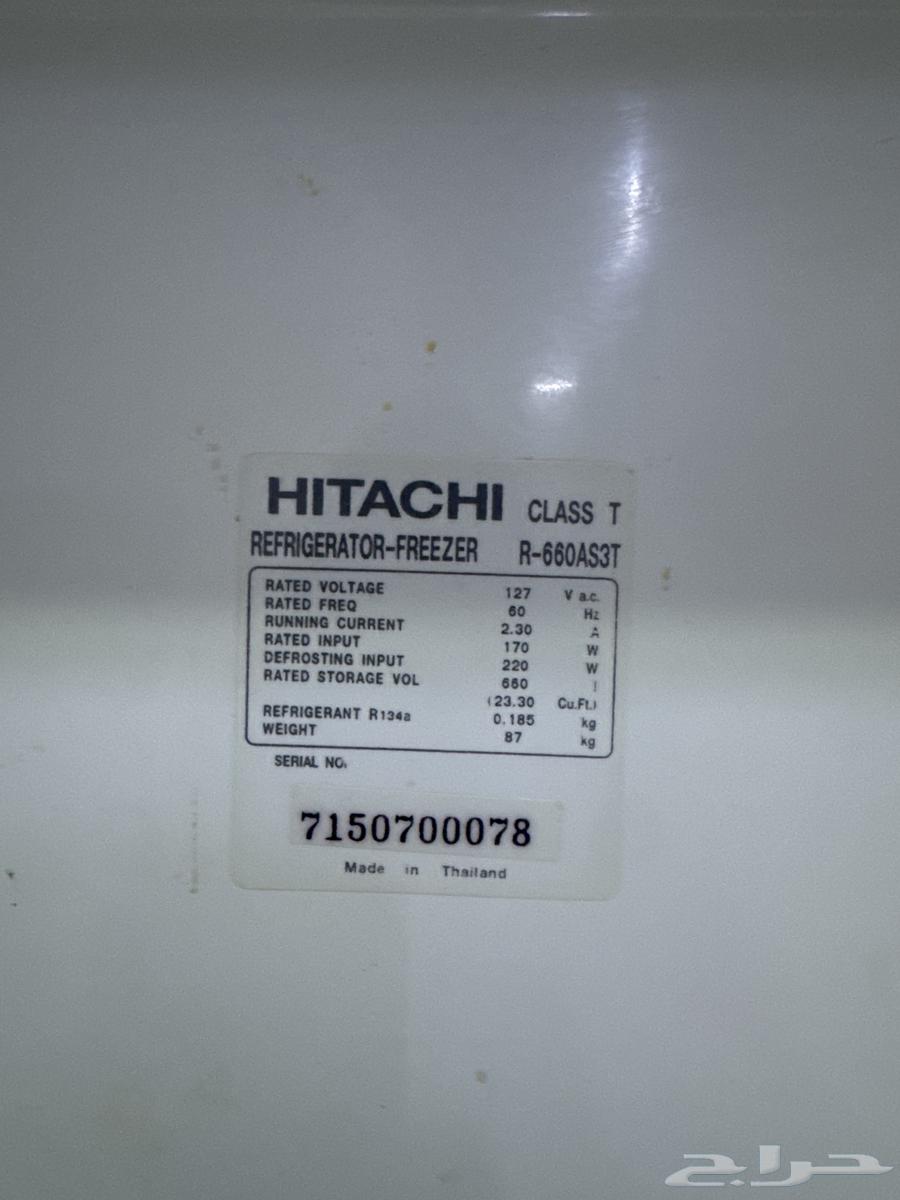 HITACHI CLASS T
REFRIGERATOR-FREEZER R-660AS3T
RATED VOLTAGE 127 V a.c.
RATED FREQ 60 Hz
RUNNING CURRENT 2.30 A
RATED INPUT 170 W
DEFROSTING INPUT 220 W
RATED STORAGE VOL 660 l
(23.30 Cu.Ft.)
REFRIGERANT R134a 0.185 kg
WEIGHT 87 kg
SERIAL NO.
7150700078
Made in Thailand
حراج